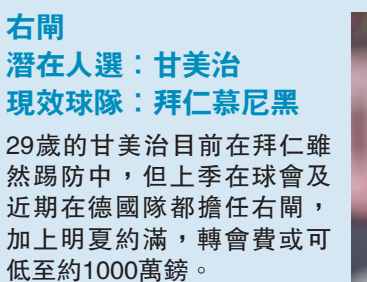 右閘
潛在人選：甘美治
現效球隊：拜仁慕尼黑
29歲的甘美治目前在拜仁雖
然踢防中，但上季在球會及
近期在德國隊都擔任右閘，
加上明夏約滿，轉會費或可
低至約1000萬鎊。